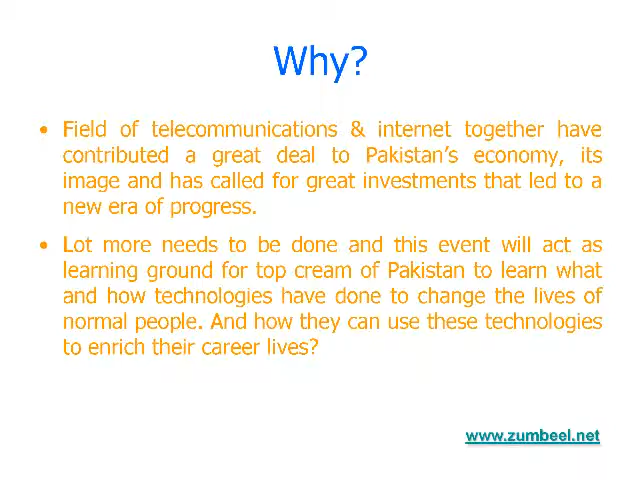 Why?
• Field of telecommunications & internet together have
contributed a great deal to Pakistan's economy, its
image and has called for great investments that led to a
new era of progress.
• Lot more needs to be done and this event will act as
learning ground for top cream of Pakistan to learn what
and how technologies have done to change the lives of
normal people. And how they can use these technologies
to enrich their career lives?
www.zumbeel.net